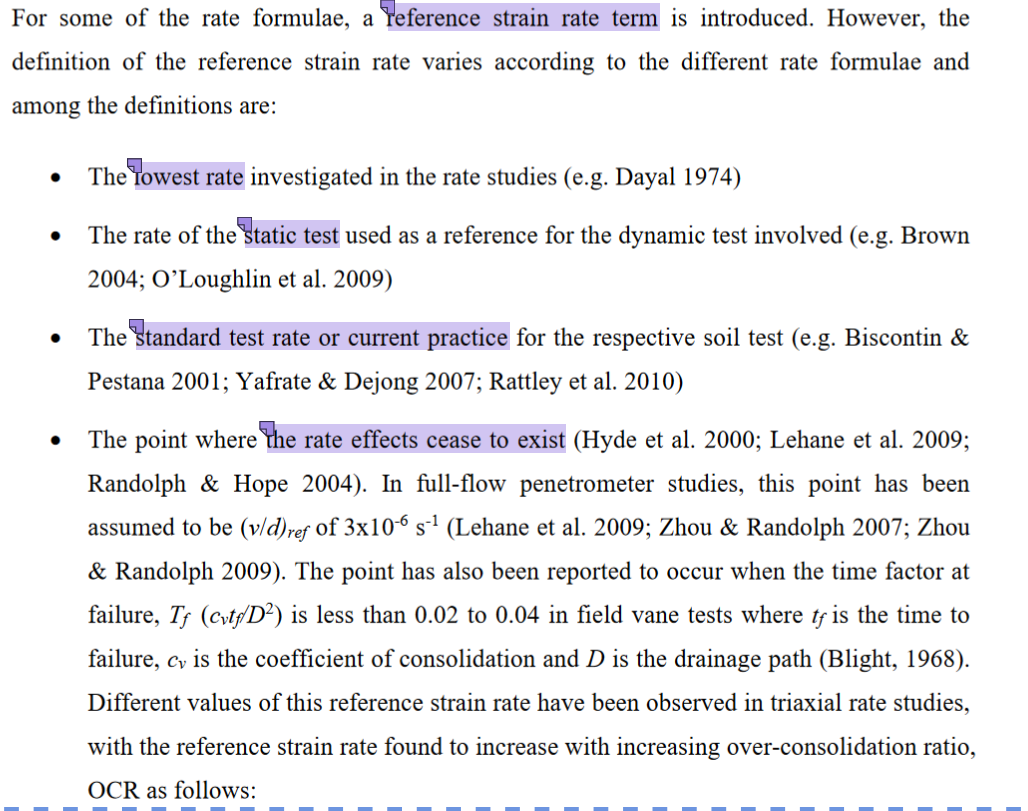 For some of the rate formulae, a reference strain rate term is introduced. However, the
definition of the reference strain rate varies according to the different rate formulae and
among the definitions are:
• The lowest rate investigated in the rate studies (e.g. Dayal 1974)
• The rate of the static test used as a reference for the dynamic test involved (e.g. Brown
2004; O’Loughlin et al. 2009)
• The standard test rate or current practice for the respective soil test (e.g. Biscontin &
Pestana 2001; Yafrate & Dejong 2007; Rattley et al. 2010)
• The point where the rate effects cease to exist (Hyde et al. 2000; Lehane et al. 2009;
Randolph & Hope 2004). In full-flow penetrometer studies, this point has been
assumed to be (v/d)ref of 3x10⁻⁶ s⁻¹ (Lehane et al. 2009; Zhou & Randolph 2007; Zhou
& Randolph 2009). The point has also been reported to occur when the time factor at
failure, Tf (cvtf/D²) is less than 0.02 to 0.04 in field vane tests where tf is the time to
failure, cv is the coefficient of consolidation and D is the drainage path (Blight, 1968).
Different values of this reference strain rate have been observed in triaxial rate studies,
with the reference strain rate found to increase with increasing over-consolidation ratio,
OCR as follows: